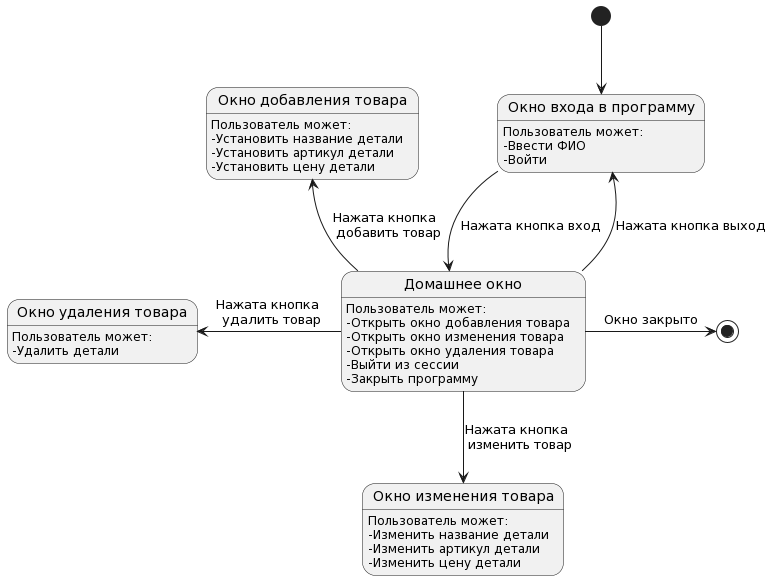 Окно добавления товара
Пользователь может:
-Установить название детали
-Установить артикул детали
-Установить цену детали
Окно входа в программу
Пользователь может:
-Ввести ФИО
-Войти
Нажата кнопка
добавить товар
Нажата кнопка вход
Нажата кнопка выход
Окно удаления товара
Пользователь может:
-Удалить детали
Нажата кнопка
удалить товар
Домашнее окно
Пользователь может:
-Открыть окно добавления товара
-Открыть окно изменения товара
-Открыть окно удаления товара
-Выйти из сессии
-Закрыть программу
Окно закрыто
Нажата кнопка
изменить товар
Окно изменения товара
Пользователь может:
-Изменить название детали
-Изменить артикул детали
-Изменить цену детали